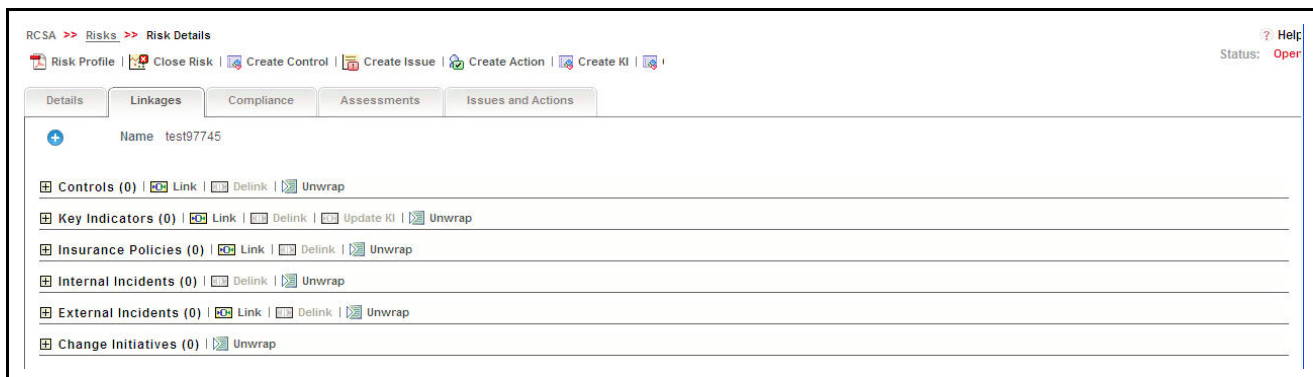 RCSA >> Risks >> Risk Details
? Help
Risk Profile | Close Risk | Create Control | Create Issue | Create Action | Create KI |
Status: Open
Details Linkages Compliance Assessments Issues and Actions
Name test97745
Controls (0) | Link | Delink | Unwrap
Key Indicators (0) | Link | Delink | Update KI | Unwrap
Insurance Policies (0) | Link | Delink | Unwrap
Internal Incidents (0) | Delink | Unwrap
External Incidents (0) | Link | Delink | Unwrap
Change Initiatives (0) | Unwrap